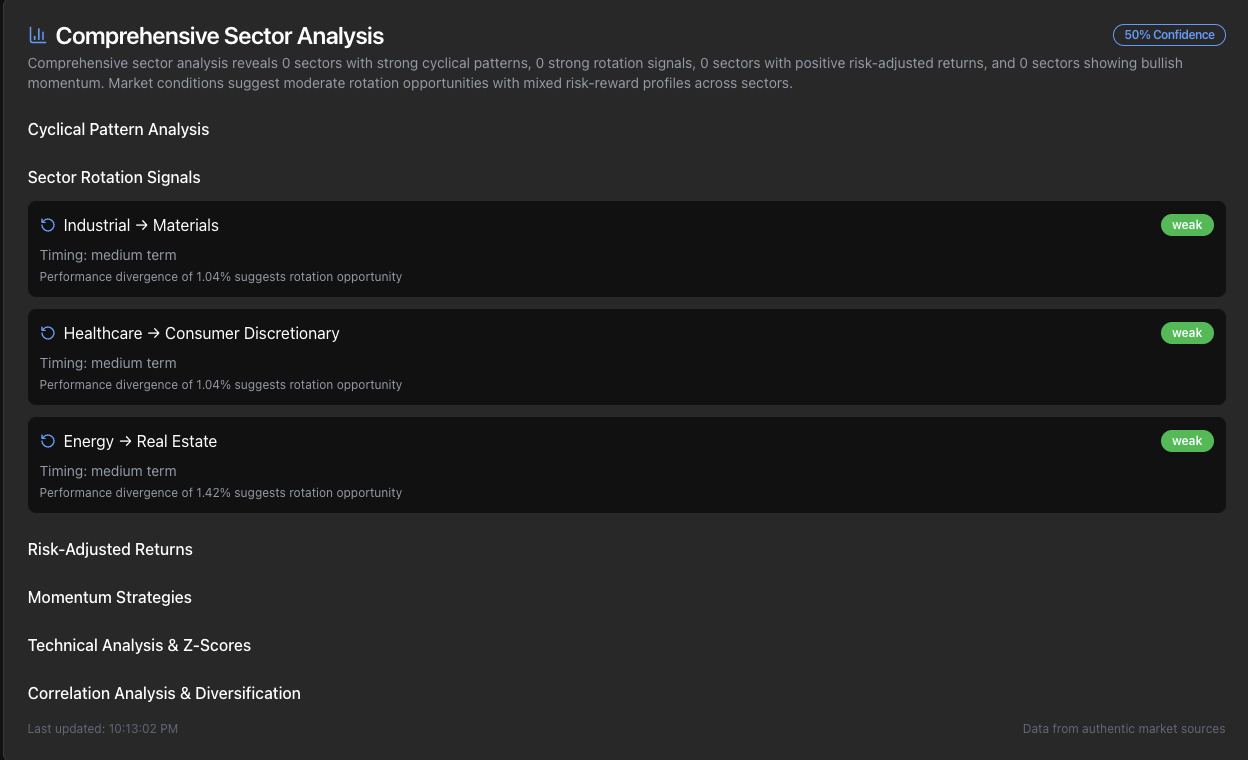 Comprehensive Sector Analysis
50% Confidence
Comprehensive sector analysis reveals 0 sectors with strong cyclical patterns, 0 strong rotation signals, 0 sectors with positive risk-adjusted returns, and 0 sectors showing bullish
momentum. Market conditions suggest moderate rotation opportunities with mixed risk-reward profiles across sectors.
Cyclical Pattern Analysis
Sector Rotation Signals
Industrial → Materials
weak
Timing: medium term
Performance divergence of 1.04% suggests rotation opportunity
Healthcare → Consumer Discretionary
weak
Timing: medium term
Performance divergence of 1.04% suggests rotation opportunity
Energy → Real Estate
weak
Timing: medium term
Performance divergence of 1.42% suggests rotation opportunity
Risk-Adjusted Returns
Momentum Strategies
Technical Analysis & Z-Scores
Correlation Analysis & Diversification
Last updated: 10:13:02 PM
Data from authentic market sources